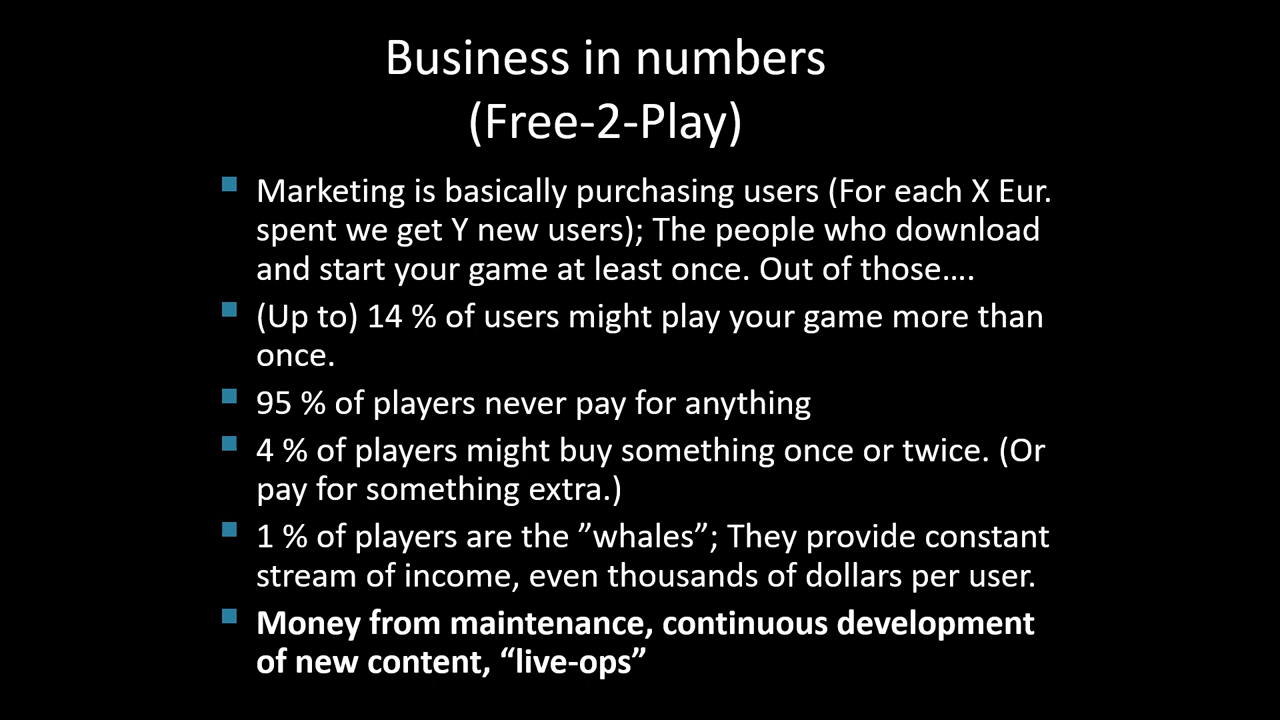 Business in numbers
(Free-2-Play)
Marketing is basically purchasing users (For each X Eur.
spent we get Y new users); The people who download
and start your game at least once. Out of those….
(Up to) 14 % of users might play your game more than
once.
95 % of players never pay for anything
4 % of players might buy something once or twice. (Or
pay for something extra.)
1 % of players are the ”whales”; They provide constant
stream of income, even thousands of dollars per user.
Money from maintenance, continuous development
of new content, “live-ops”